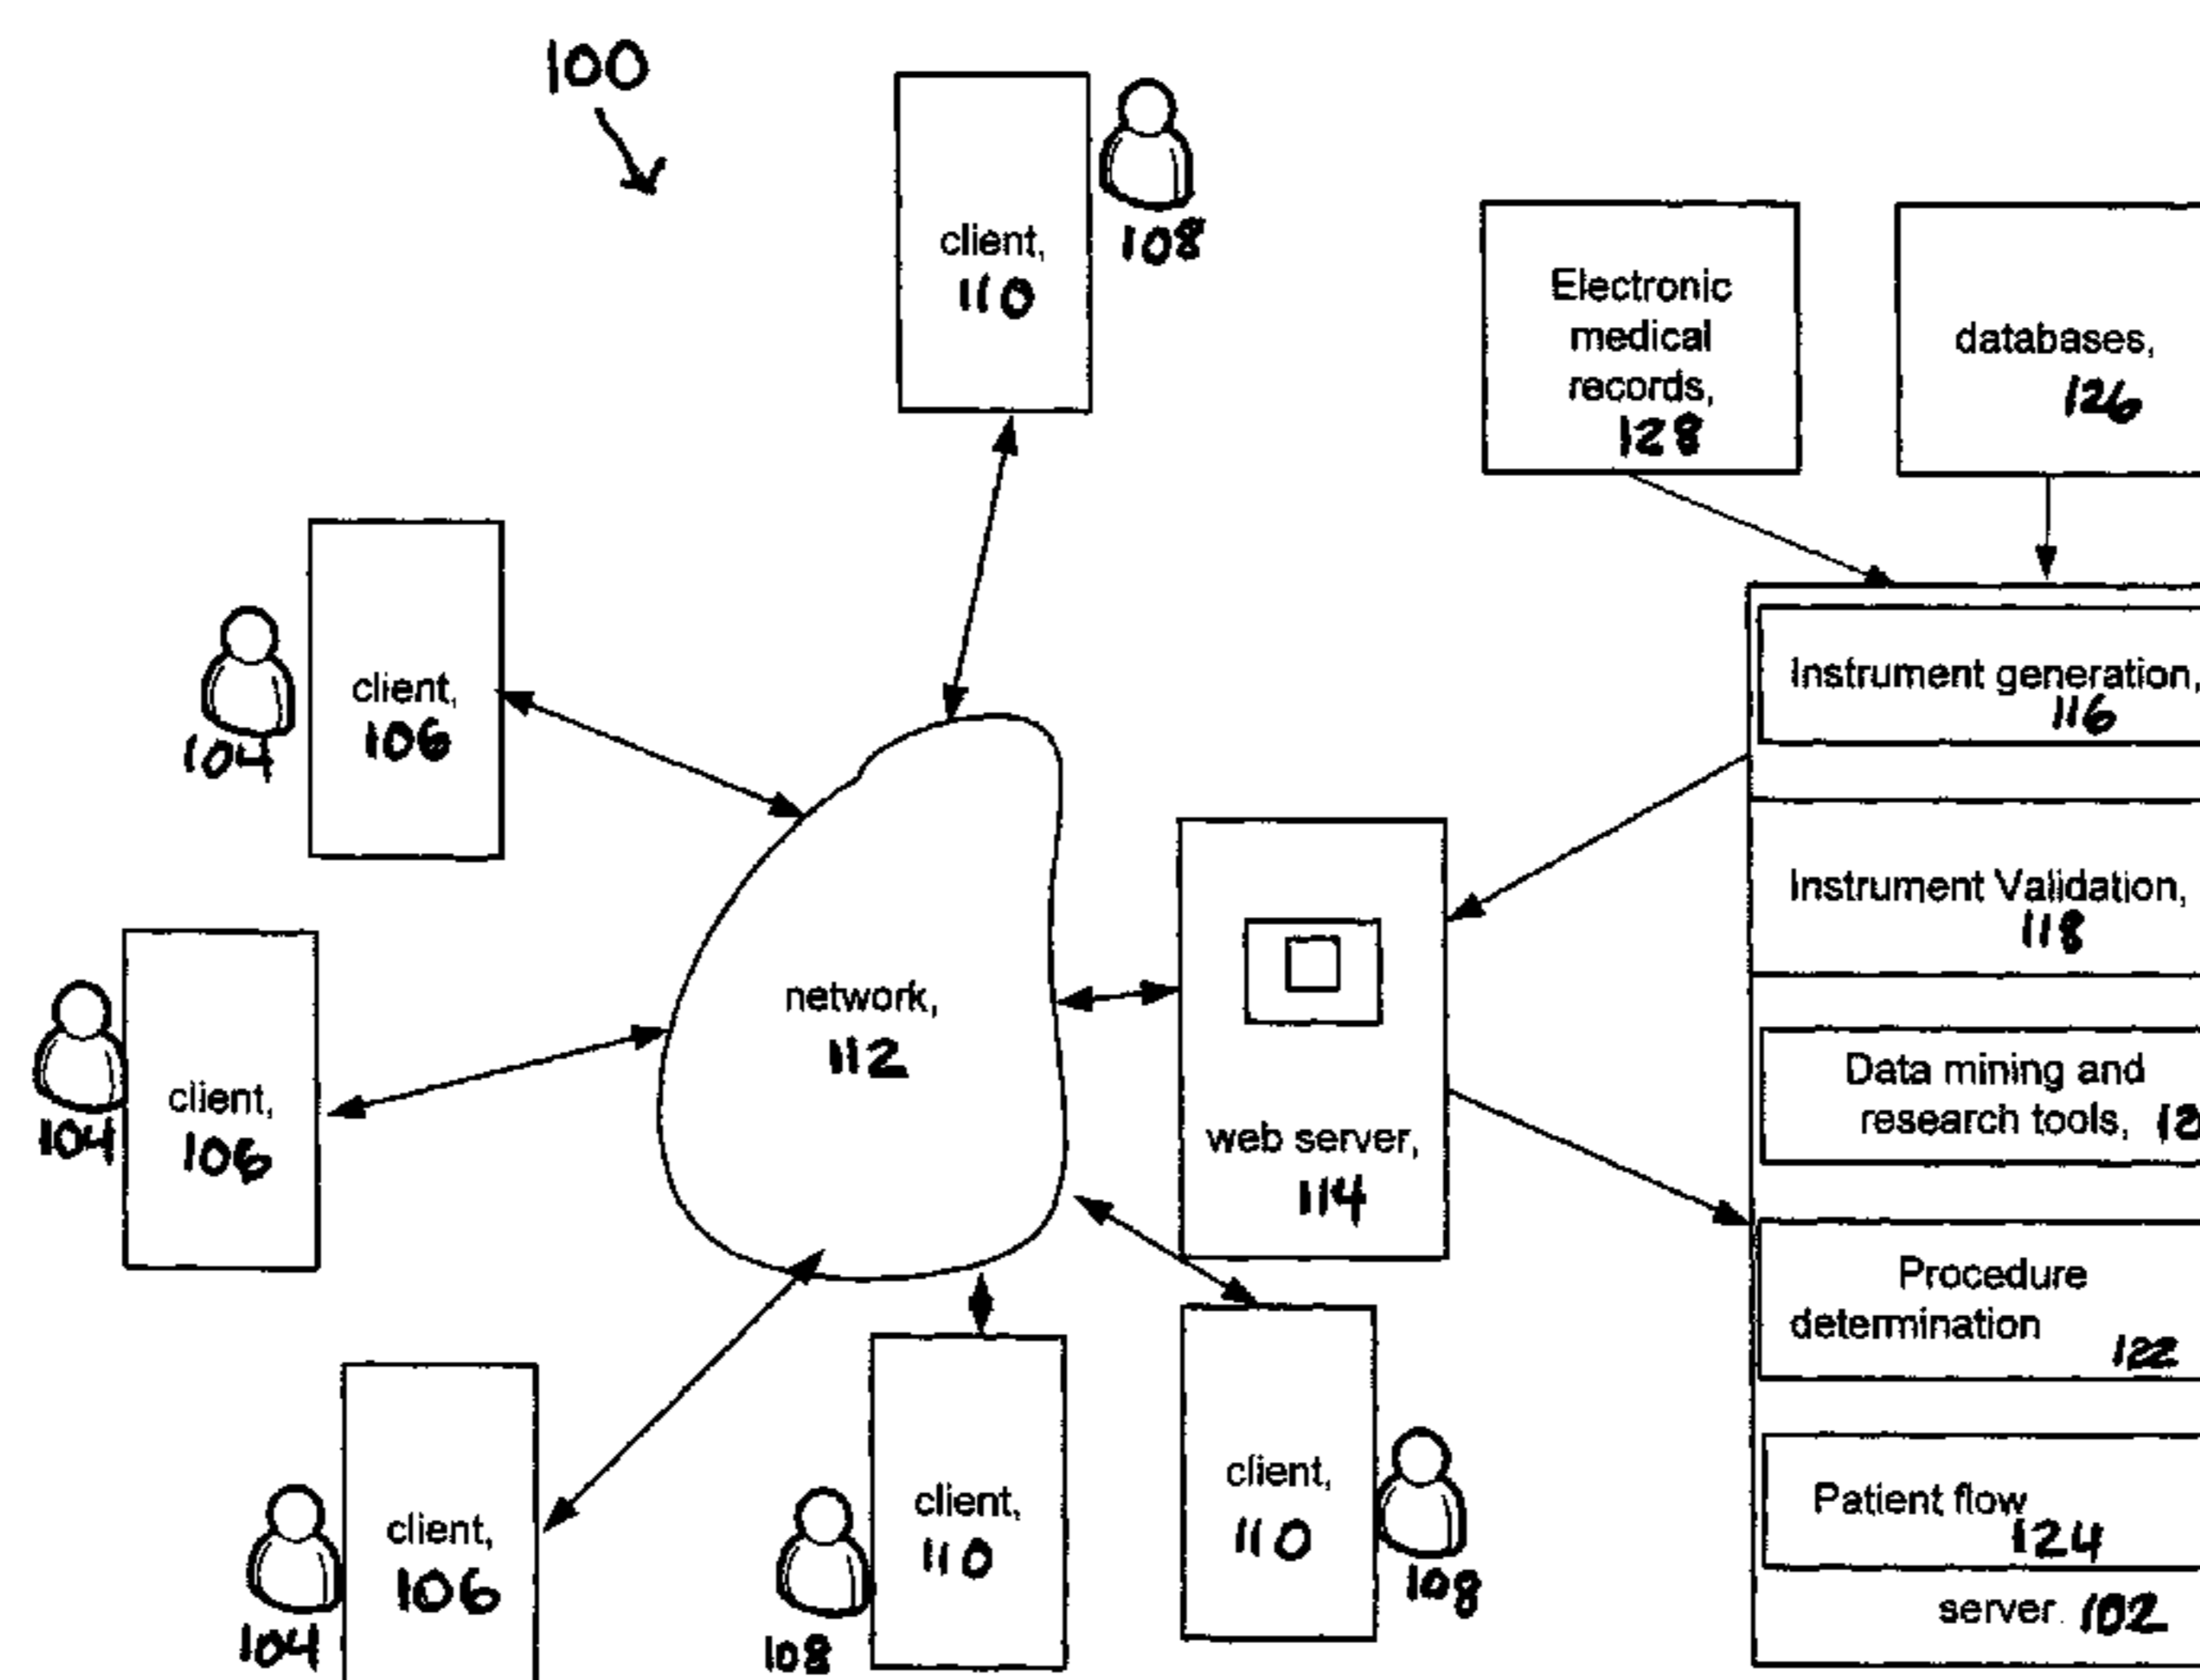 100
client,
110
108
Electronic
medical
records,
128
databases,
126
client,
106
104
Instrument generation,
116
Instrument Validation,
118
client,
106
104
network,
112
web server,
114
Data mining and
research tools,
Procedure
determination
122
client,
106
104
client,
110
108
client,
110
108
Patient flow
124
server 102